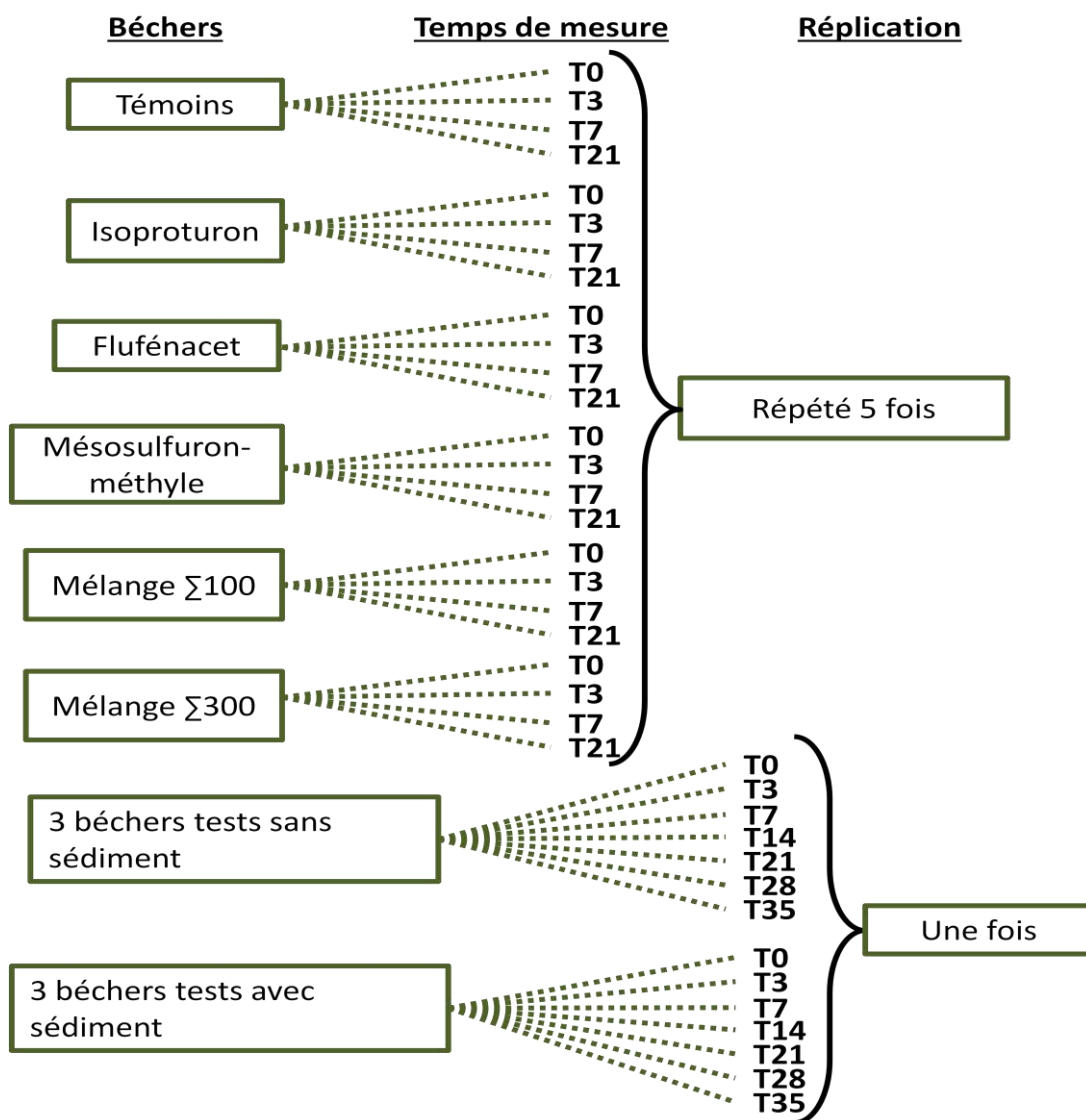 Béchers
Temps de mesure
Réplication
Témoins
T0
T3
T7
T21
Isoproturon
T0
T3
T7
T21
Flufénacet
T0
T3
T7
T21
Mésosulfuron-
méthyle
T0
T3
T7
T21
Mélange ∑100
T0
T3
T7
T21
Mélange ∑300
T0
T3
T7
T21
Répété 5 fois
3 béchers tests sans
sédiment
T0
T3
T7
T14
T21
T28
T35
3 béchers tests avec
sédiment
T0
T3
T7
T14
T21
T28
T35
Une fois